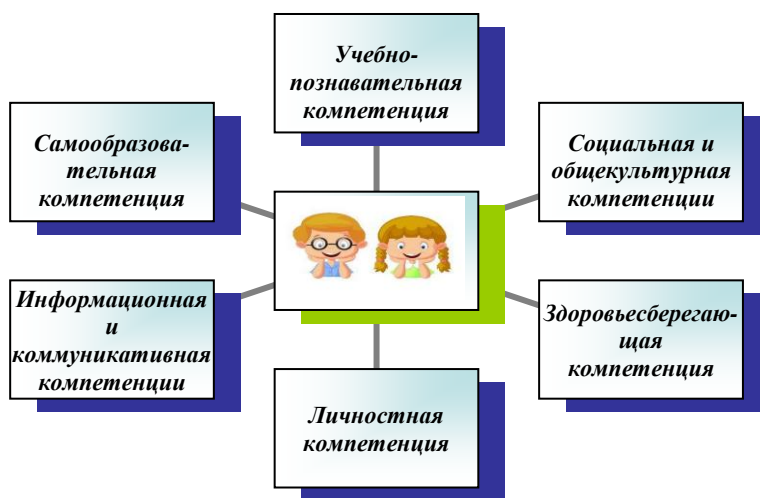 Учебно-
познавательная
компетенция
Самообразова-
тельная
компетенция
Социальная и
общекультурная
компетенции
Информационная
и
коммуникативная
компетенции
Здоровьесберегаю-
щая
компетенция
Личностная
компетенция